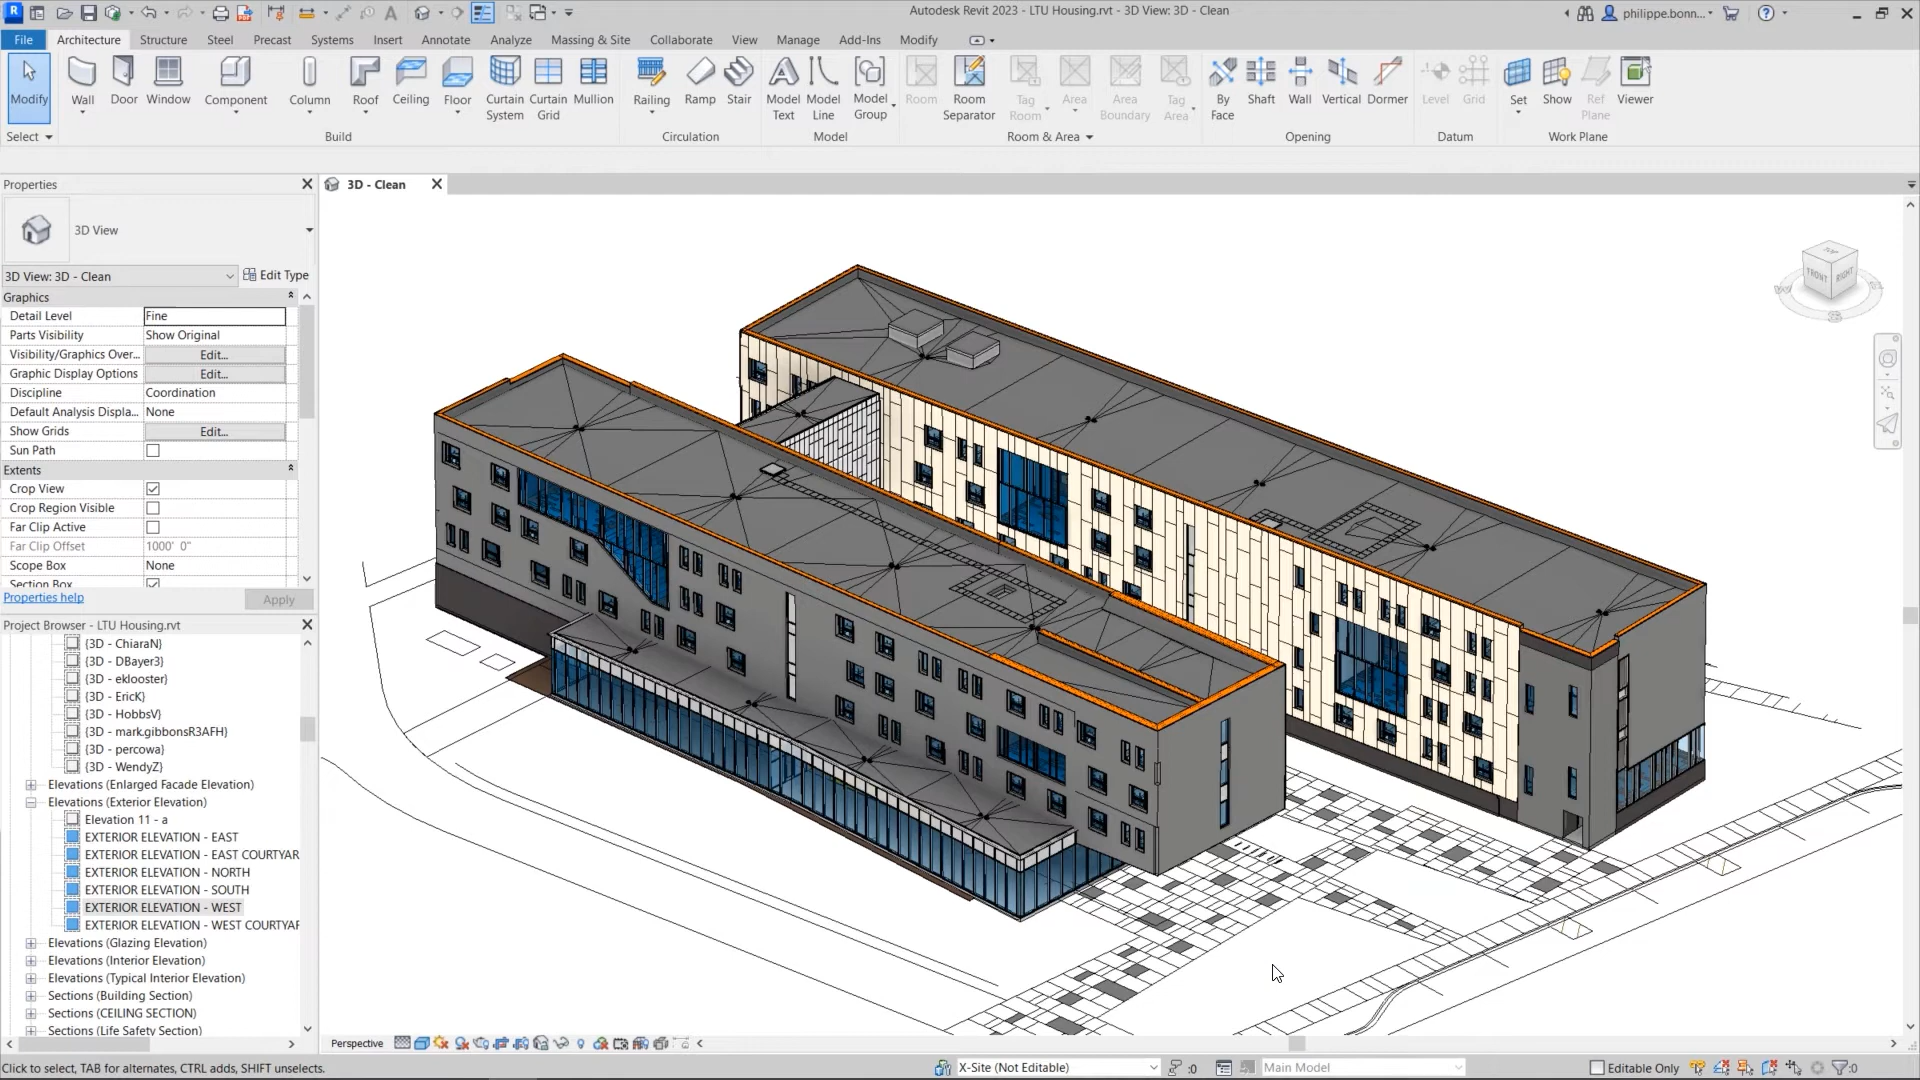 R
PDF
A
Autodesk Revit 2023 - LTU Housing.rvt - 3D View: 3D - Clean
philippe.bonn...
?
File Architecture Structure Steel Precast Systems Insert Annotate Analyze Massing & Site Collaborate View Manage Add-Ins Modify
Modify Wall Door Window Component Column Roof Ceiling Floor Curtain System Curtain Grid Mullion
Railing Ramp Stair Model Text Model Line Model Group
Room Room Separator Tag Room Area Area Boundary Tag Area
By Face Shaft Wall Vertical Dormer Level Grid Set Show Ref Plane Viewer
Select Build Circulation Model Room & Area Opening Datum Work Plane
Properties
3D - Clean
3D View
3D View: 3D - Clean Edit Type
Graphics
Detail Level Fine
Parts Visibility Show Original
Visibility/Graphics Over... Edit...
Graphic Display Options Edit...
Discipline Coordination
Default Analysis Displa... None
Show Grids Edit...
Sun Path
Extents
Crop View
Crop Region Visible
Far Clip Active
Far Clip Offset 1000' 0"
Scope Box None
Section Box
Properties help Apply
Project Browser - LTU Housing.rvt
{3D - ChiaraN}
{3D - DBayer3}
{3D - eklooster}
{3D - EricK}
{3D - HobbsV}
{3D - mark.gibbonsR3AFH}
{3D - percowa}
{3D - WendyZ}
Elevations (Enlarged Facade Elevation)
Elevations (Exterior Elevation)
Elevation 11 - a
EXTERIOR ELEVATION - EAST
EXTERIOR ELEVATION - EAST COURTYAR
EXTERIOR ELEVATION - NORTH
EXTERIOR ELEVATION - SOUTH
EXTERIOR ELEVATION - WEST
EXTERIOR ELEVATION - WEST COURTYAR
Elevations (Glazing Elevation)
Elevations (Interior Elevation)
Elevations (Typical Interior Elevation)
Sections (Building Section)
Sections (CEILING SECTION)
Sections (Life Safety Section)
TOP
FRONT RIGHT
Perspective
Click to select, TAB for alternates, CTRL adds, SHIFT unselects.
X-Site (Not Editable)
:0
Main Model
Editable Only
:0